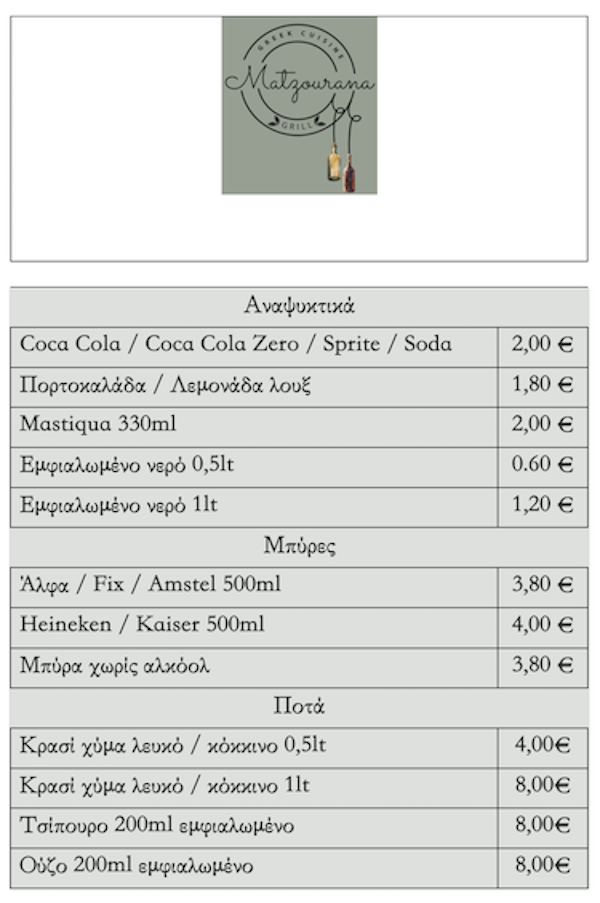 GREEK CUISINE
Matzourana
GRILL
Αναψυκτικά
Coca Cola / Coca Cola Zero / Sprite / Soda 2,00 €
Πορτοκαλάδα / Λεμονάδα λουξ 1,80 €
Mastiqua 330ml 2,00 €
Εμφιαλωμένο νερό 0,5lt 0.60 €
Εμφιαλωμένο νερό 1lt 1,20 €
Μπύρες
Άλφα / Fix / Amstel 500ml 3,80 €
Heineken / Kaiser 500ml 4,00 €
Μπύρα χωρίς αλκόολ 3,80 €
Ποτά
Κρασί χύμα λευκό / κόκκινο 0,5lt 4,00€
Κρασί χύμα λευκό / κόκκινο 1lt 8,00€
Τσίπουρο 200ml εμφιαλωμένο 8,00€
Ούζο 200ml εμφιαλωμένο 8,00€